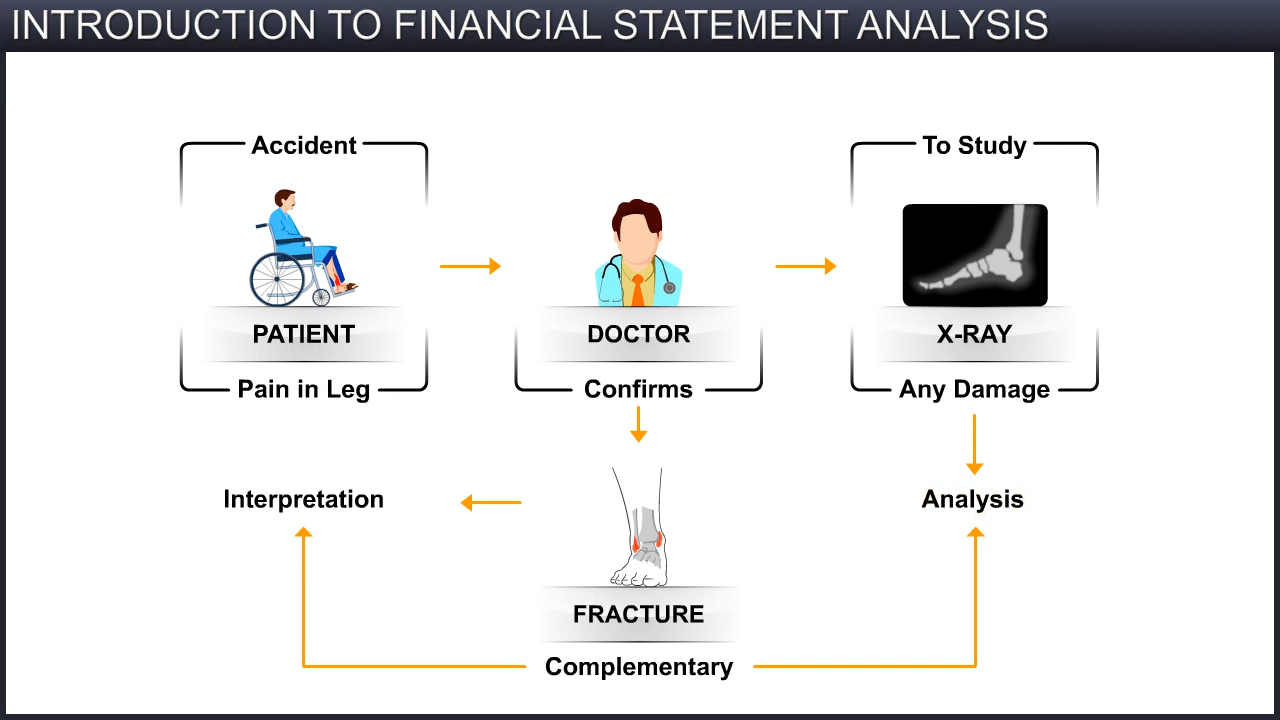 INTRODUCTION TO FINANCIAL STATEMENT ANALYSIS
Accident
To Study
PATIENT
DOCTOR
X-RAY
Pain in Leg
Confirms
Any Damage
Interpretation
Analysis
FRACTURE
Complementary